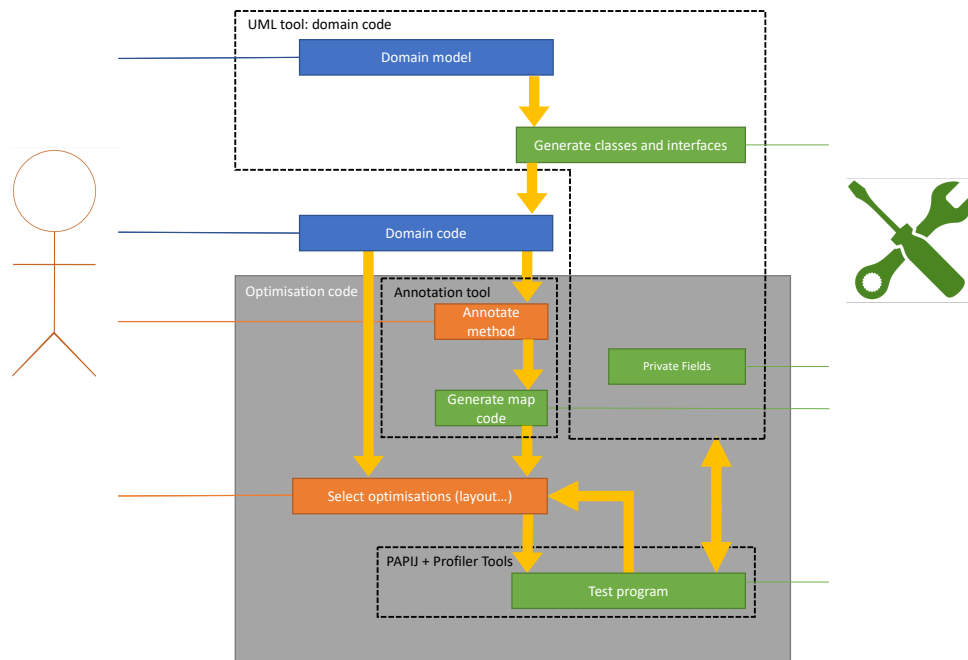 UML tool: domain code
Domain model
Generate classes and interfaces
Domain code
Optimisation code
Annotation tool
Annotate
method
Private Fields
Generate map
code
Select optimisations (layout...)
PAPIJ + Profiler Tools
Test program